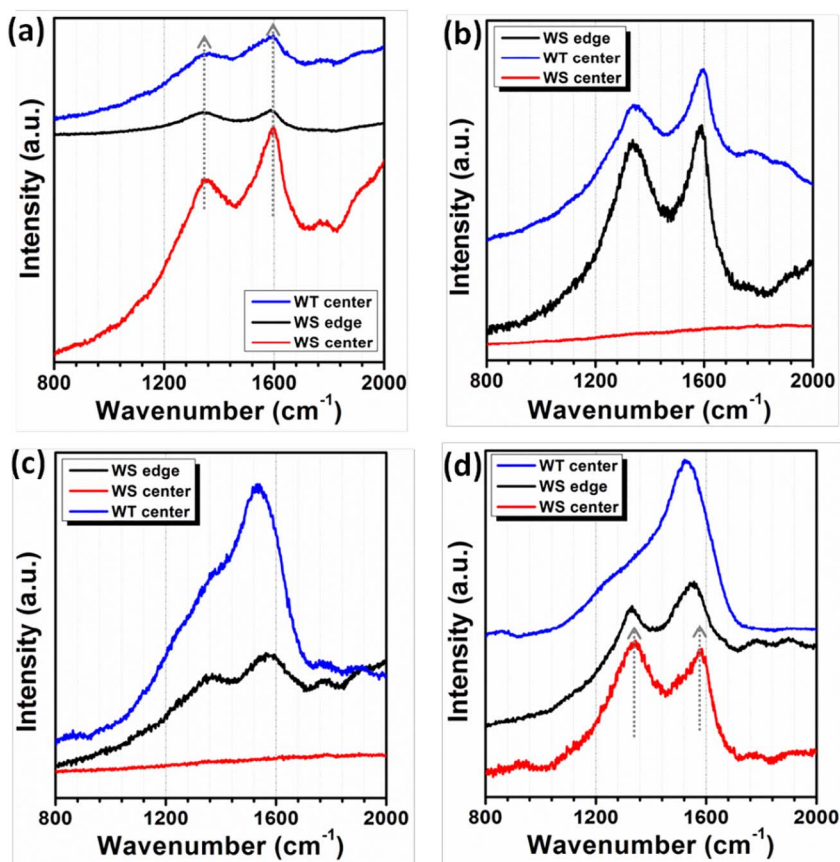 (a)
Intensity (a.u.)
WT center
WS edge
WS center
800 1200 1600 2000
Wavenumber (cm⁻¹)
(b)
Intensity (a.u.)
WS edge
WT center
WS center
800 1200 1600 2000
Wavenumber (cm⁻¹)
(c)
Intensity (a.u.)
WS edge
WS center
WT center
800 1200 1600 2000
Wavenumber (cm⁻¹)
(d)
Intensity (a.u.)
WT center
WS edge
WS center
800 1200 1600 2000
Wavenumber (cm⁻¹)